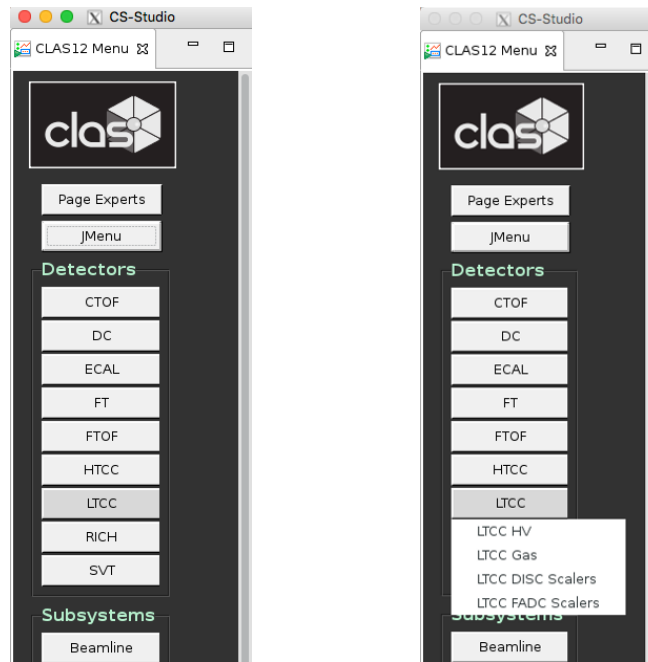 CS-Studio
CLAS12 Menu
clas
Page Experts
JMenu
Detectors
CTOF
DC
ECAL
FT
FTOF
HTCC
LTCC
RICH
SVT
Subsystems
Beamline
CS-Studio
CLAS12 Menu
clas
Page Experts
JMenu
Detectors
CTOF
DC
ECAL
FT
FTOF
HTCC
LTCC
LTCC HV
LTCC Gas
LTCC DISC Scalers
LTCC FADC Scalers
Subsystems
Beamline